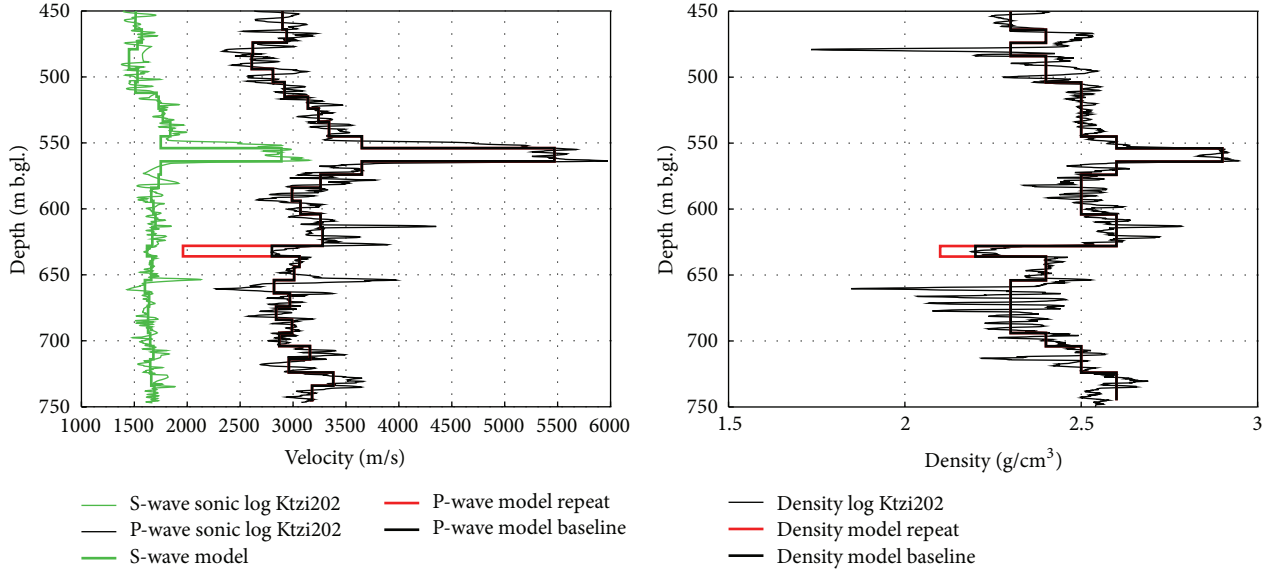 450
500
550
600
650
700
750
Depth (m b.gl.)
1000 1500 2000 2500 3000 3500 4000 4500 5000 5500 6000
Velocity (m/s)
S-wave sonic log Ktzi202
P-wave sonic log Ktzi202
S-wave model
P-wave model repeat
P-wave model baseline
450
500
550
600
650
700
750
Depth (m b.gl.)
1.5 2 2.5 3
Density (g/cm³)
Density log Ktzi202
Density model repeat
Density model baseline